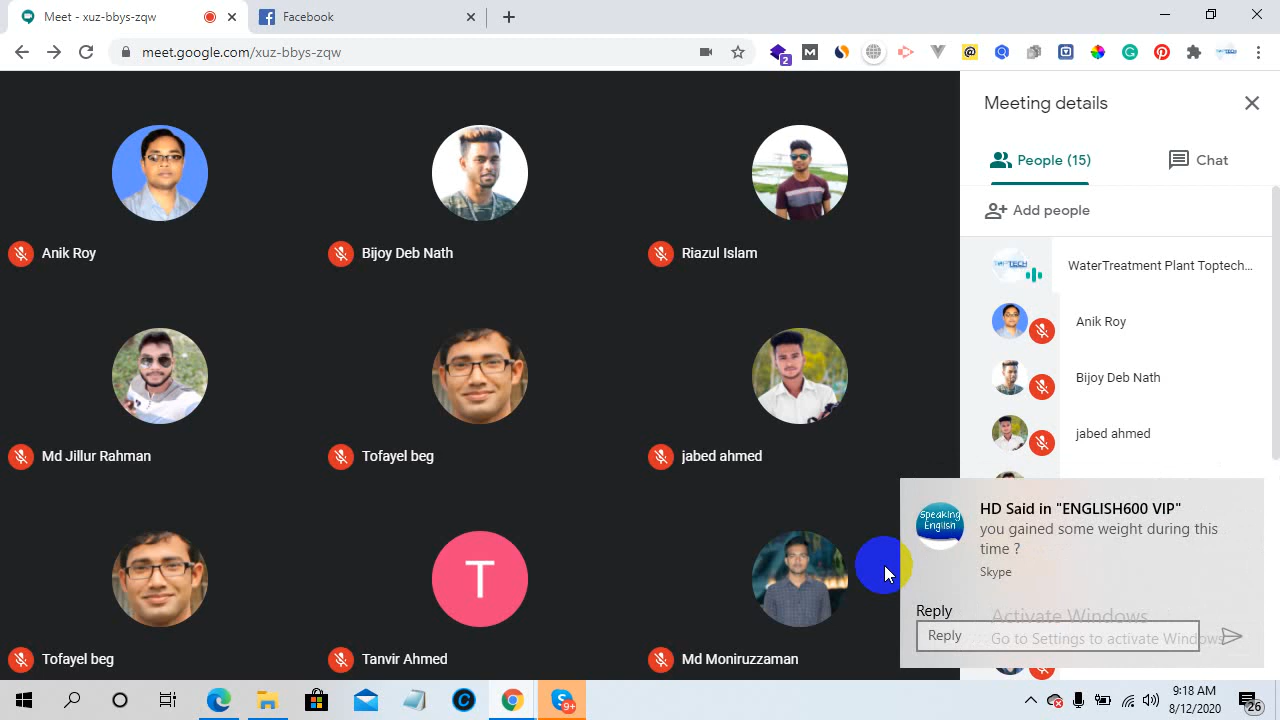 Meet - xuz-bbys-zqw
Facebook
meet.google.com/xuz-bbys-zqw
2
Meeting details
People (15)
Chat
Add people
WaterTreatment Plant Toptech...
Anik Roy
Bijoy Deb Nath
jabed ahmed
Anik Roy
Bijoy Deb Nath
Riazul Islam
Md Jillur Rahman
Tofayel beg
jabed ahmed
T
Tofayel beg
Tanvir Ahmed
Md Moniruzzaman
Speaking
English
HD Said in "ENGLISH600 VIP"
you gained some weight during this
time ?
Skype
Reply
Reply
Activate Windows
Go to Settings to activate Windows
9+
9:18 AM
8/12/2020
26